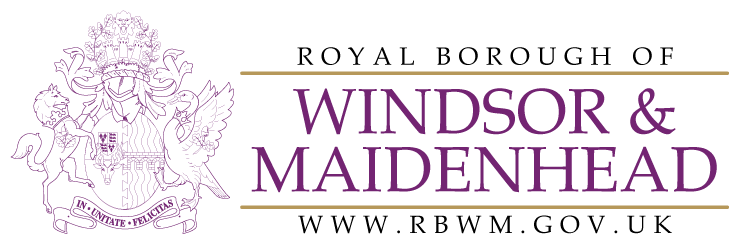 ROYAL BOROUGH OF
WINDSOR &
MAIDENHEAD
WWW.RBWM.GOV.UK
IN • UNITATE • FELICITAS